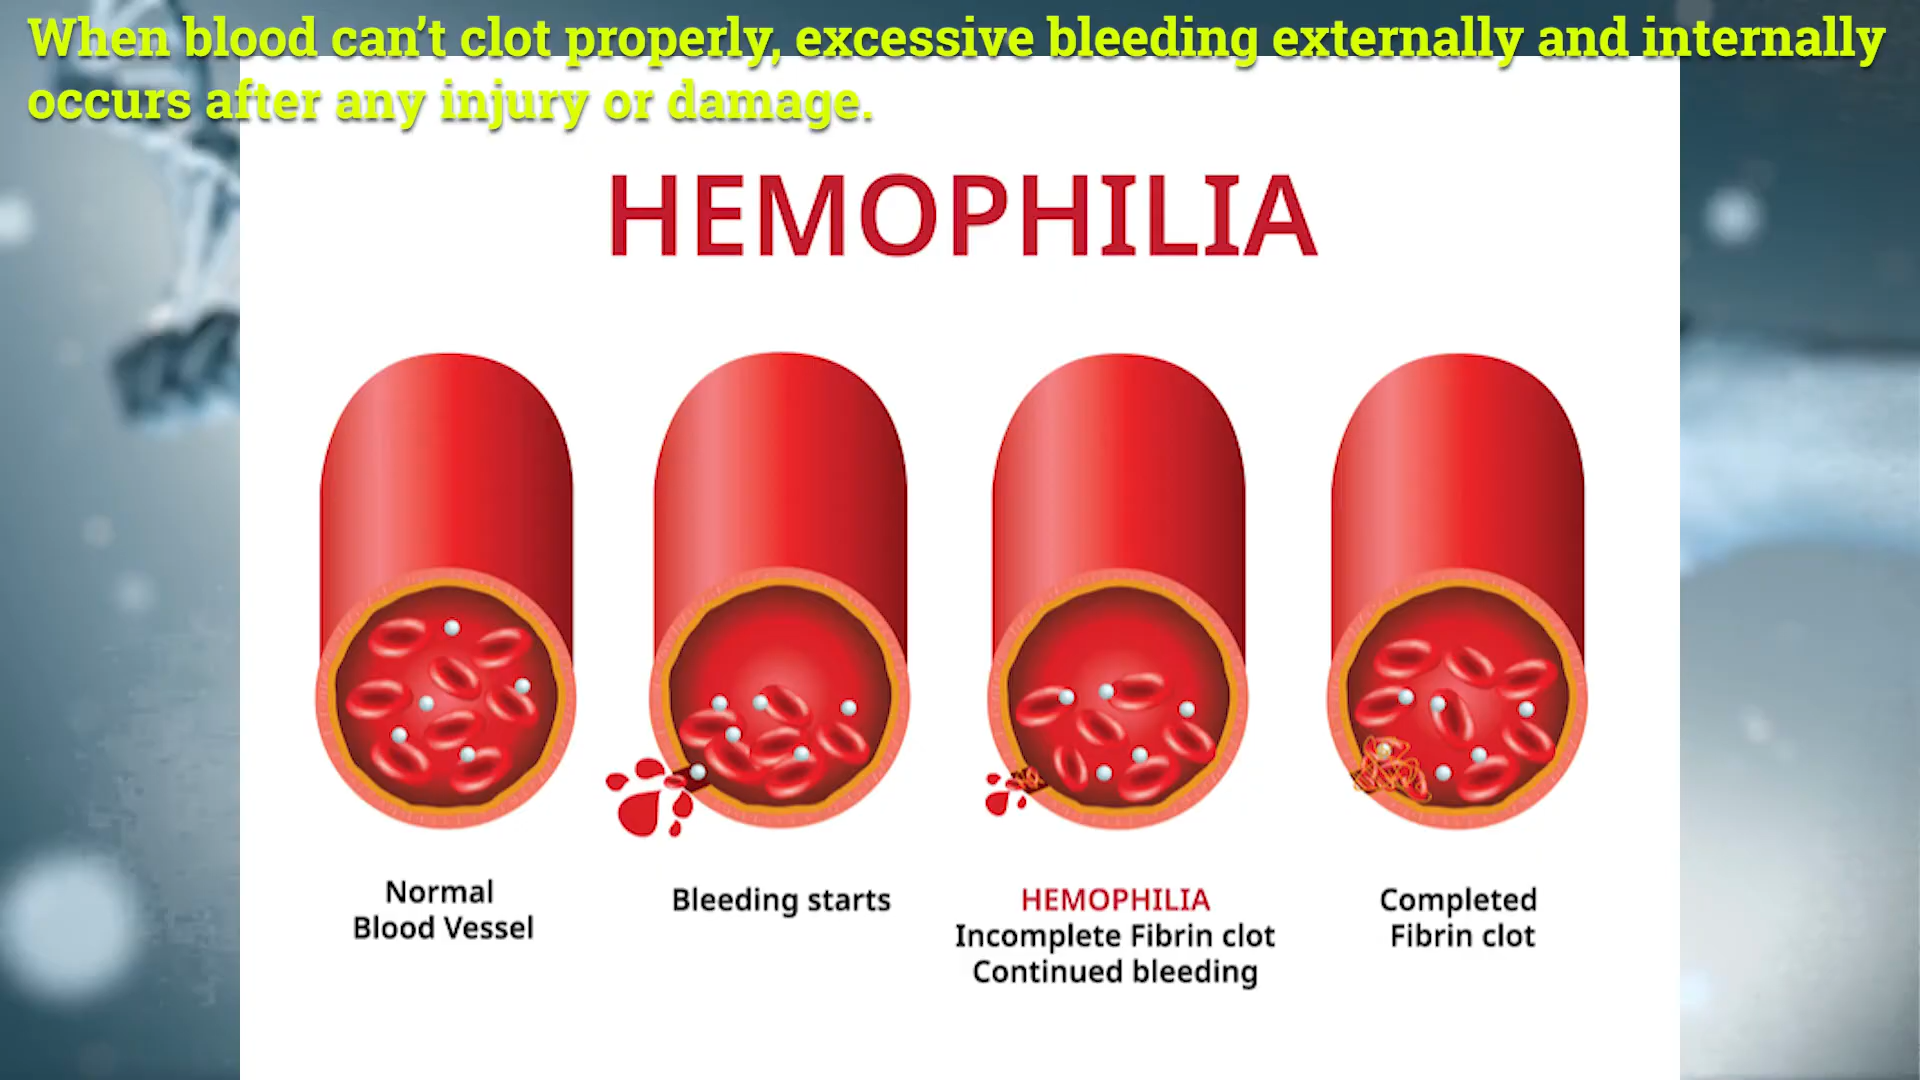 When blood can’t clot properly, excessive bleeding externally and internally
occurs after any injury or damage.
HEMOPHILIA
Normal
Blood Vessel
Bleeding starts
HEMOPHILIA
Incomplete Fibrin clot
Continued bleeding
Completed
Fibrin clot